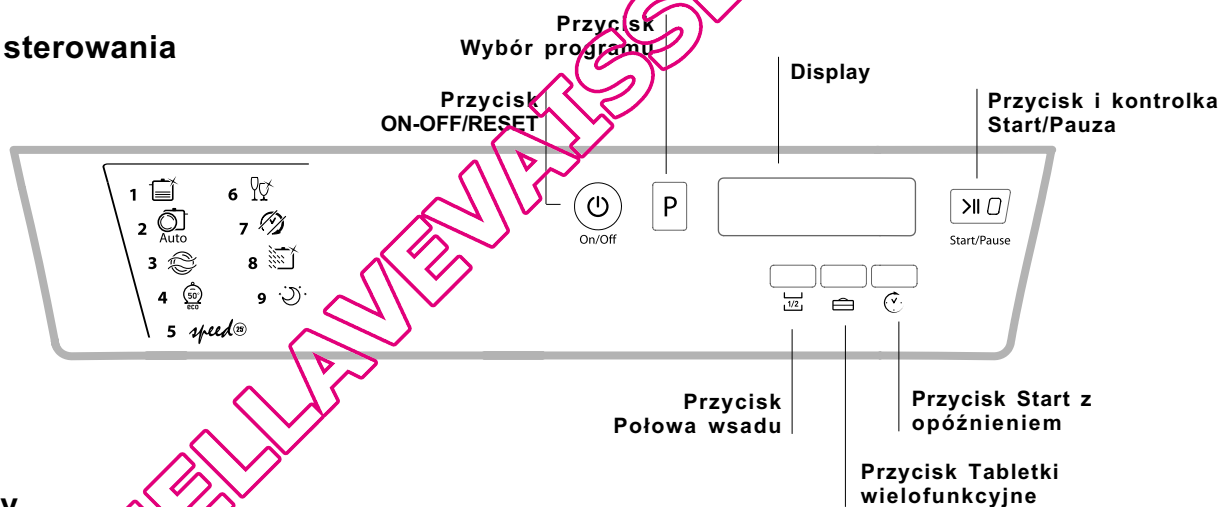 sterowania
Przycisk
Wybór programu
Display
Przycisk
ON-OFF/RESET
Przycisk i kontrolka
Start/Pauza
1
6
2
Auto
7
3
8
4
50°
eco
9
5 speed 25'
On/Off
P
Start/Pause
1/2
Przycisk
Połowa wsadu
Przycisk Start z
opóźnieniem
Przycisk Tabletki
wielofunkcyjne